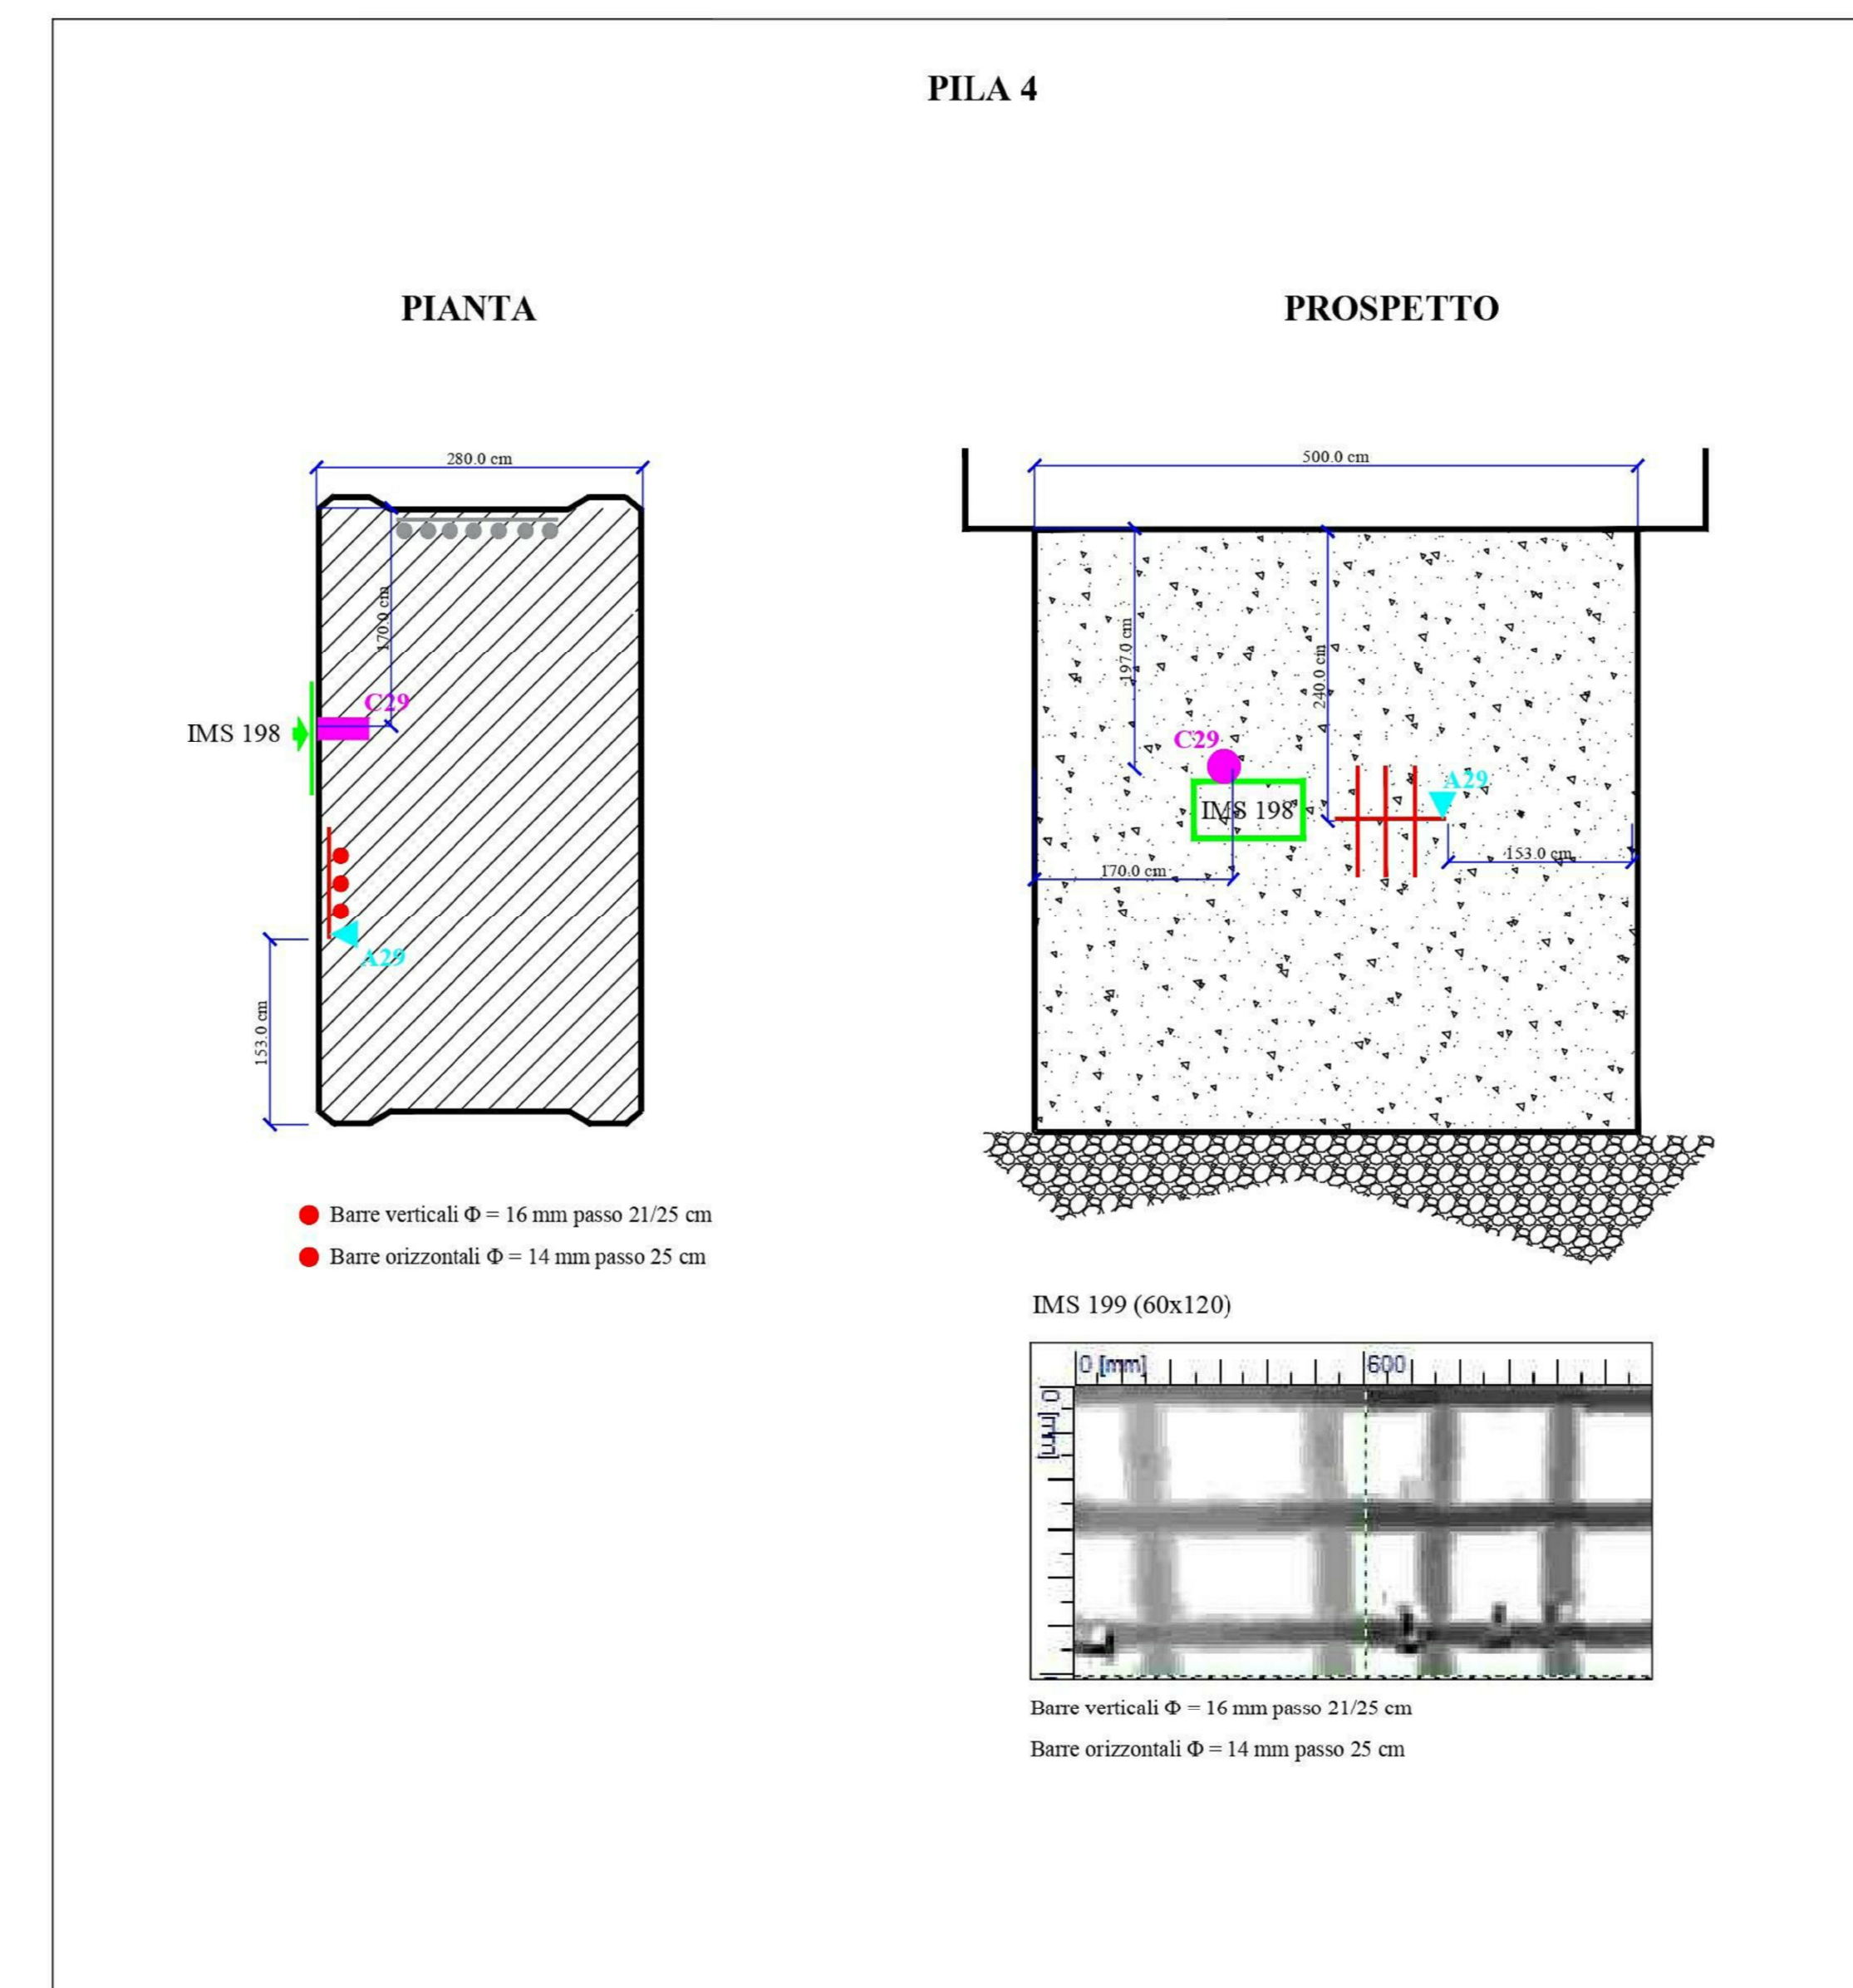 PILA 4
PIANTA
PROSPETTO
280.0 cm
500.0 cm
170.0 cm
197.0 cm
240.0 cm
C29
IMS 198
C29
A29
IMS 198
153.0 cm
170.0 cm
A29
153.0 cm
Barre verticali Φ = 16 mm passo 21/25 cm
Barre orizzontali Φ = 14 mm passo 25 cm
IMS 199 (60x120)
0 [mm]
600
0 [mm]
Barre verticali Φ = 16 mm passo 21/25 cm
Barre orizzontali Φ = 14 mm passo 25 cm